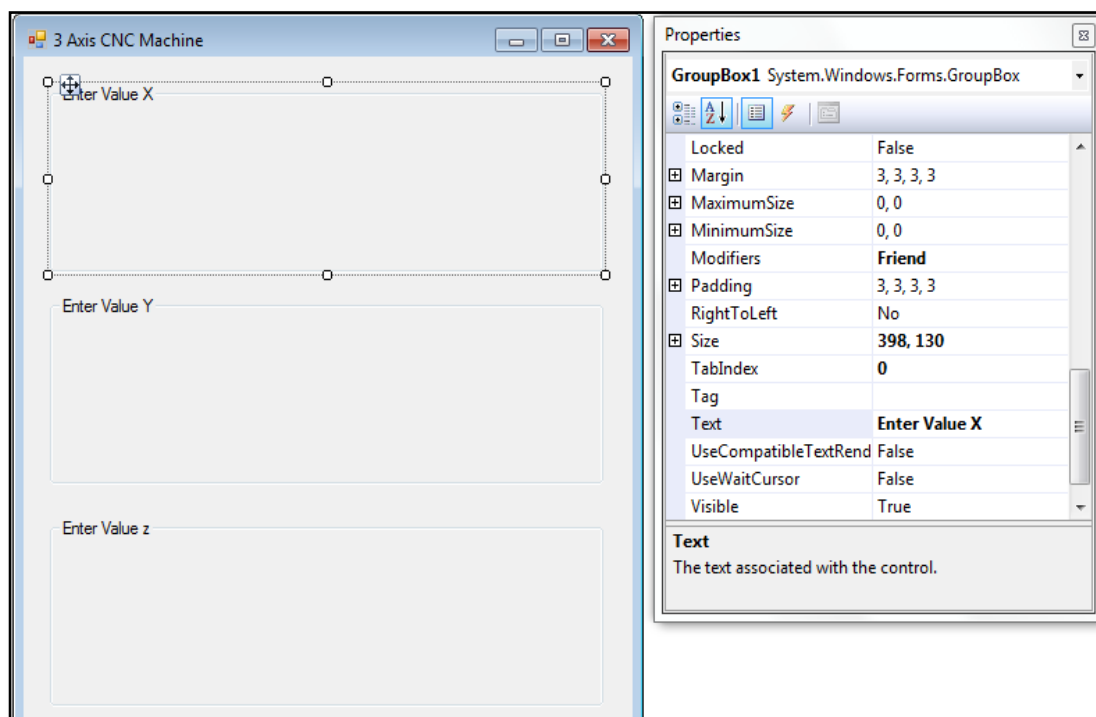 3 Axis CNC Machine
Enter Value X
Enter Value Y
Enter Value z
Properties
GroupBox1 System.Windows.Forms.GroupBox
Locked False
Margin 3, 3, 3, 3
MaximumSize 0, 0
MinimumSize 0, 0
Modifiers Friend
Padding 3, 3, 3, 3
RightToLeft No
Size 398, 130
TabIndex 0
Tag
Text Enter Value X
UseCompatibleTextRend False
UseWaitCursor False
Visible True
Text
The text associated with the control.